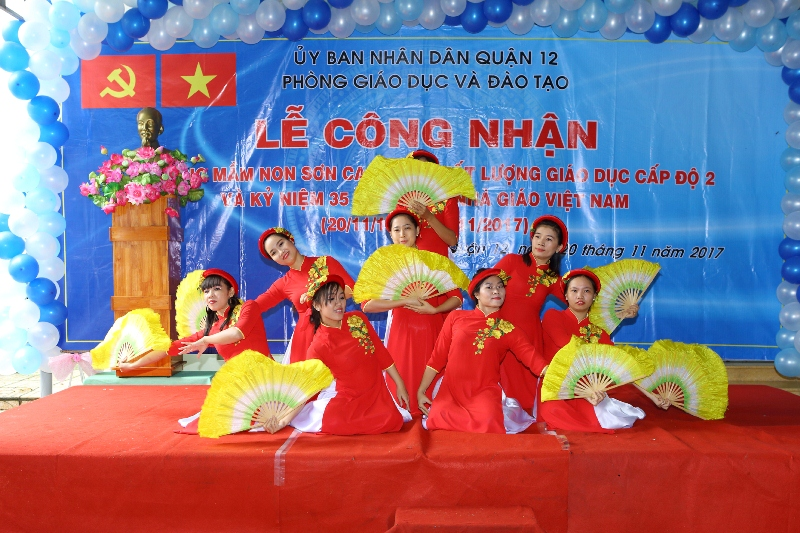 ỦY BAN NHÂN DÂN QUẬN 12
PHÒNG GIÁO DỤC VÀ ĐÀO TẠO
LỄ CÔNG NHẬN
MẦM NON SƠN CA LƯỢNG GIÁO DỤC CẤP ĐỘ 2
VÀ KỶ NIỆM 35 NHÀ GIÁO VIỆT NAM
(20/11/ /11/2017)
20 tháng 11 năm 2017